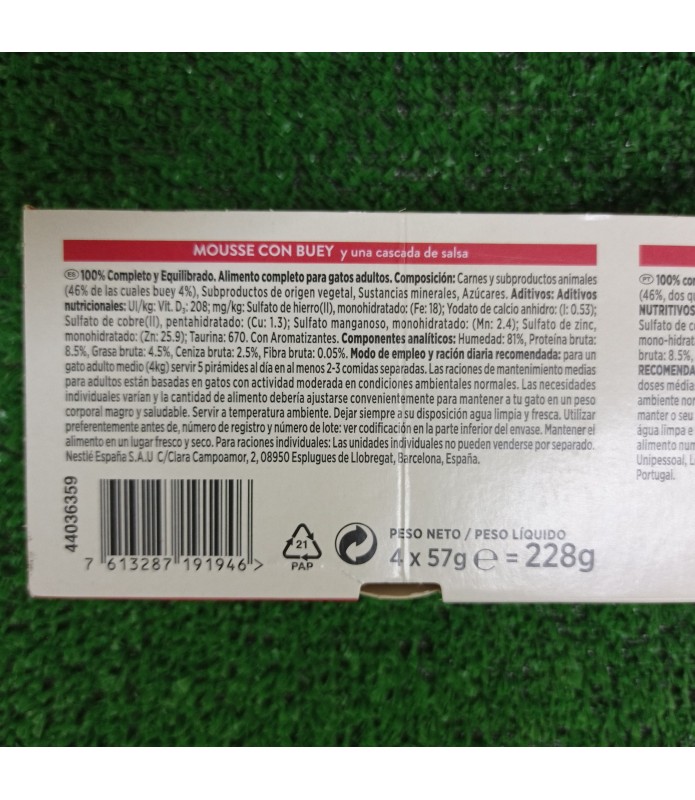 MOUSSE CON BUEY y una cascada de salsa
ES 100% Completo y Equilibrado. Alimento completo para gatos adultos. Composición: Carnes y subproductos animales
(46% de las cuales buey 4%), Subproductos de origen vegetal, Sustancias minerales, Azúcares. Aditivos: Aditivos
nutricionales: UI/kg: Vit. D₃: 208; mg/kg: Sulfato de hierro(II), monohidratado: (Fe: 18); Yodato de calcio anhidro: (I: 0.53);
Sulfato de cobre(II), pentahidratado: (Cu: 1.3); Sulfato manganoso, monohidratado: (Mn: 2.4); Sulfato de zinc,
monohidratado: (Zn: 25.9); Taurina: 670. Con Aromatizantes. Componentes analíticos: Humedad: 81%, Proteína bruta:
8.5%, Grasa bruta: 4.5%, Ceniza bruta: 2.5%, Fibra bruta: 0.05%. Modo de empleo y ración diaria recomendada: para un
gato adulto medio (4kg) servir 5 pirámides al día en al menos 2-3 comidas separadas. Las raciones de mantenimiento medias
para adultos están basadas en gatos con actividad moderada en condiciones ambientales normales. Las necesidades
individuales varían y la cantidad de alimento debería ajustarse convenientemente para mantener a tu gato en un peso
corporal magro y saludable. Servir a temperatura ambiente. Dejar siempre a su disposición agua limpia y fresca. Utilizar
preferentemente antes de, número de registro y número de lote: ver codificación en la parte inferior del envase. Mantener el
alimento en un lugar fresco y seco. Para raciones individuales: Las unidades individuales no pueden venderse por separado.
Nestlé España S.A.U C/Clara Campoamor, 2, 08950 Esplugues de Llobregat, Barcelona, España.
44036359
7 613287 191946 >
21
PAP
PESO NETO / PESO LÍQUIDO
4 x 57g e = 228g
PT 100% con
(46%, dos q
NUTRITIVOS
Sulfato de c
mono-hidrat
bruta: 8.5%,
RECOMENDA
doses média
ambiente nor
manter o seu
água limpa e
alimento num
Unipessoal, L
Portugal.